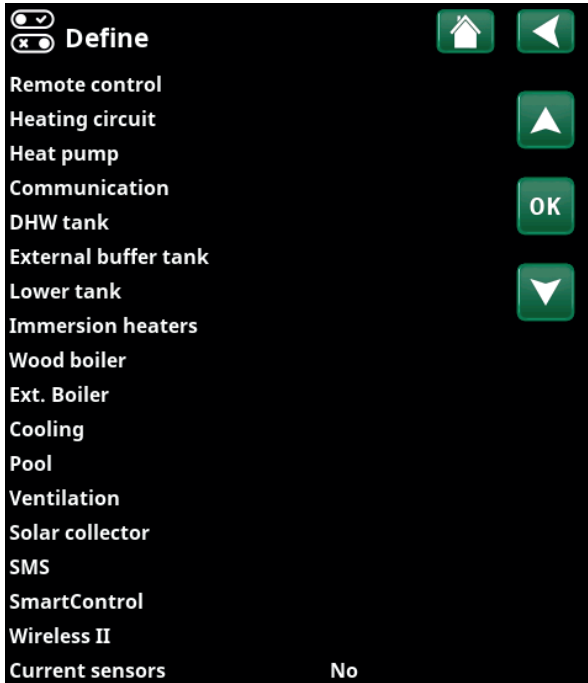 Define
Remote control
Heating circuit
Heat pump
Communication
DHW tank
OK
External buffer tank
Lower tank
Immersion heaters
Wood boiler
Ext. Boiler
Cooling
Pool
Ventilation
Solar collector
SMS
SmartControl
Wireless II
Current sensors No